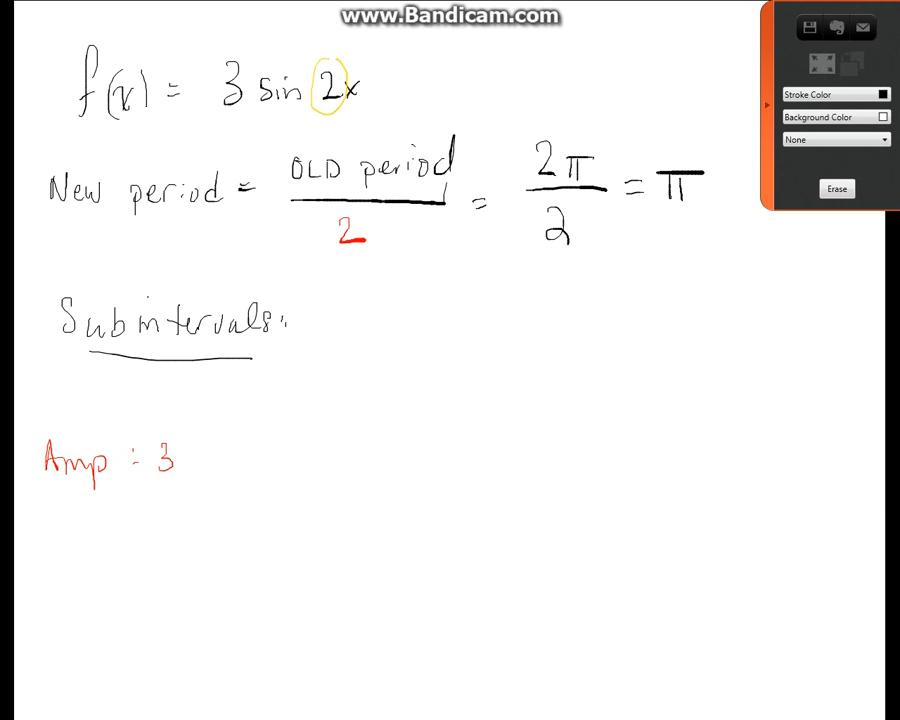 www.Bandicam.com
f(x) = 3 sin 2x
New period = OLD period / 2 = 2π / 2 = π
Subintervals:
Amp : 3
Stroke Color
Background Color
None
Erase